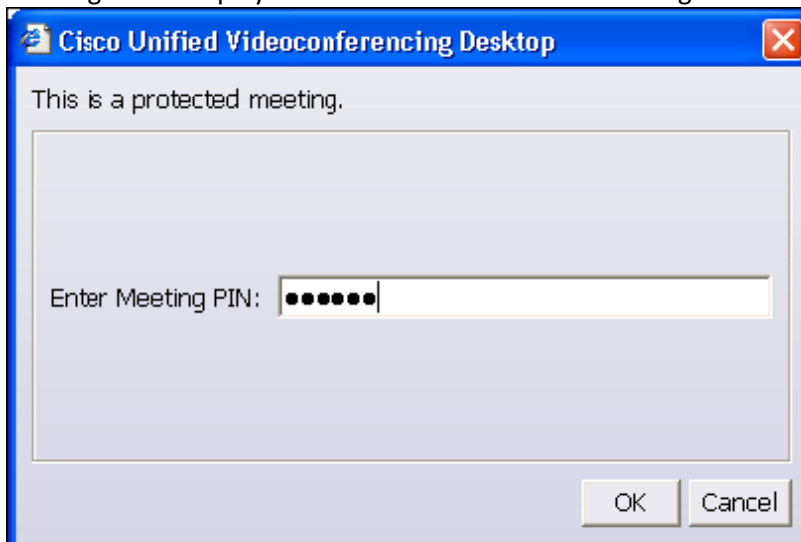 Cisco Unified Videoconferencing Desktop
This is a protected meeting.
Enter Meeting PIN: ●●●●●●
OK Cancel